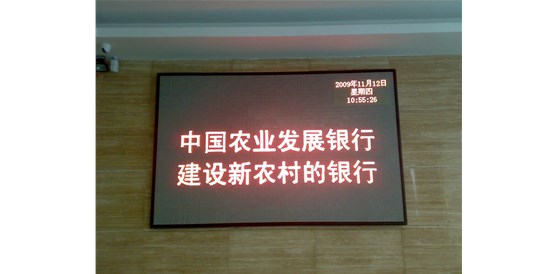 2009年11月12日
星期四
10:55:26
中国农业发展银行
建设新农村的银行